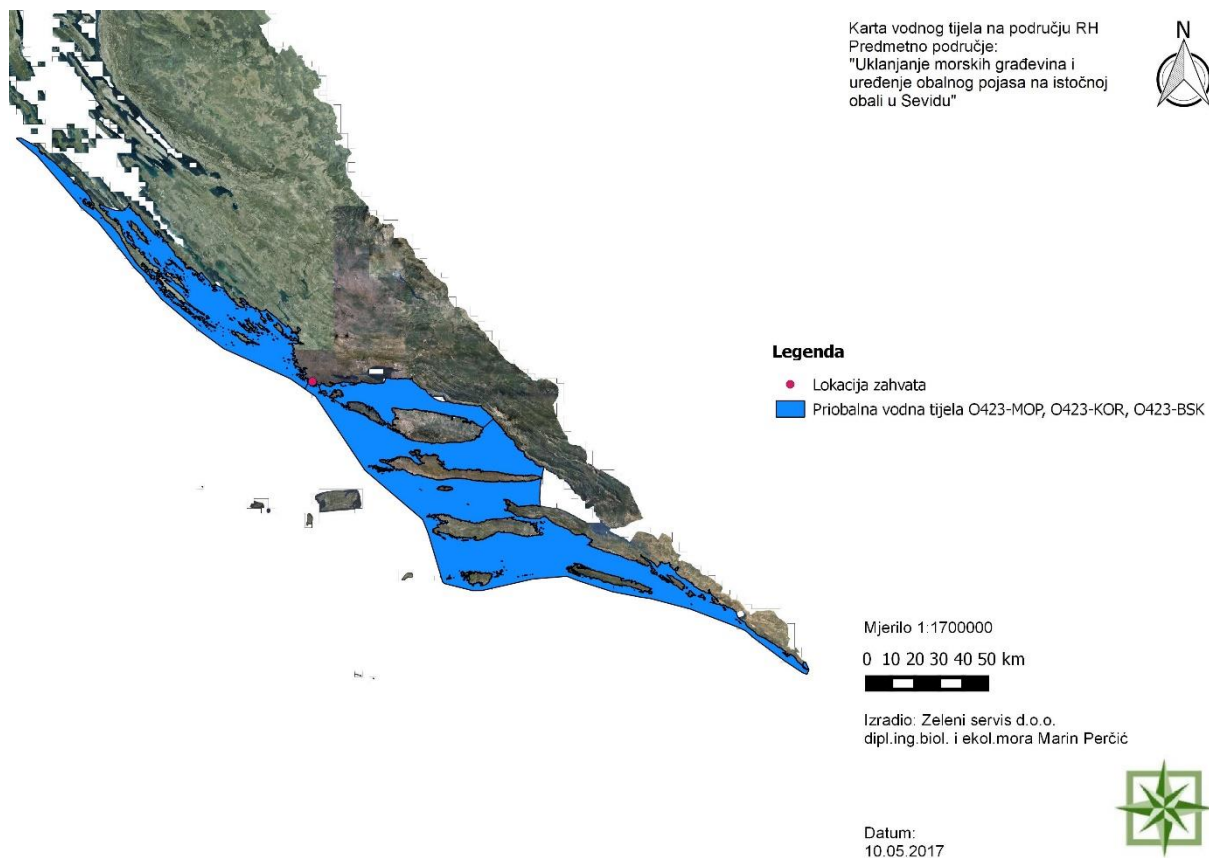 Karta vodnog tijela na području RH
Predmetno područje:
"Uklanjanje morskih građevina i
uređenje obalnog pojasa na istočnoj
obali u Sevidu"
N
Legenda
Lokacija zahvata
Priobalna vodna tijela O423-MOP, O423-KOR, O423-BSK
Mjerilo 1:1700000
0 10 20 30 40 50 km
Izradio: Zeleni servis d.o.o.
dipl.ing.biol. i ekol.mora Marin Perčić
Datum:
10.05.2017